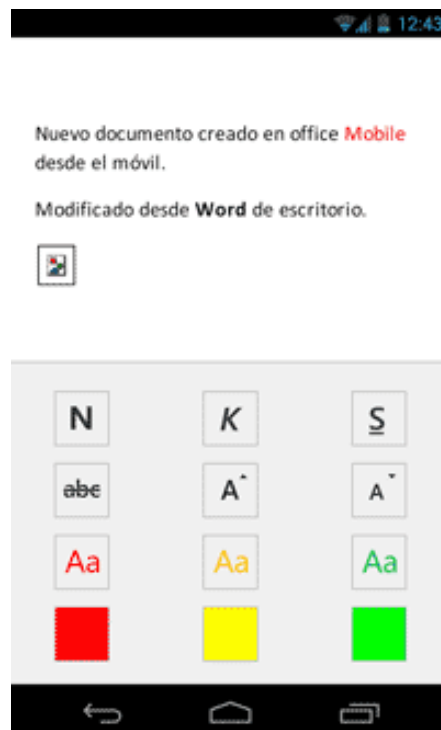 12:43
Nuevo documento creado en office Mobile
desde el móvil.
Modificado desde Word de escritorio.
N K S
abc A A
Aa Aa Aa